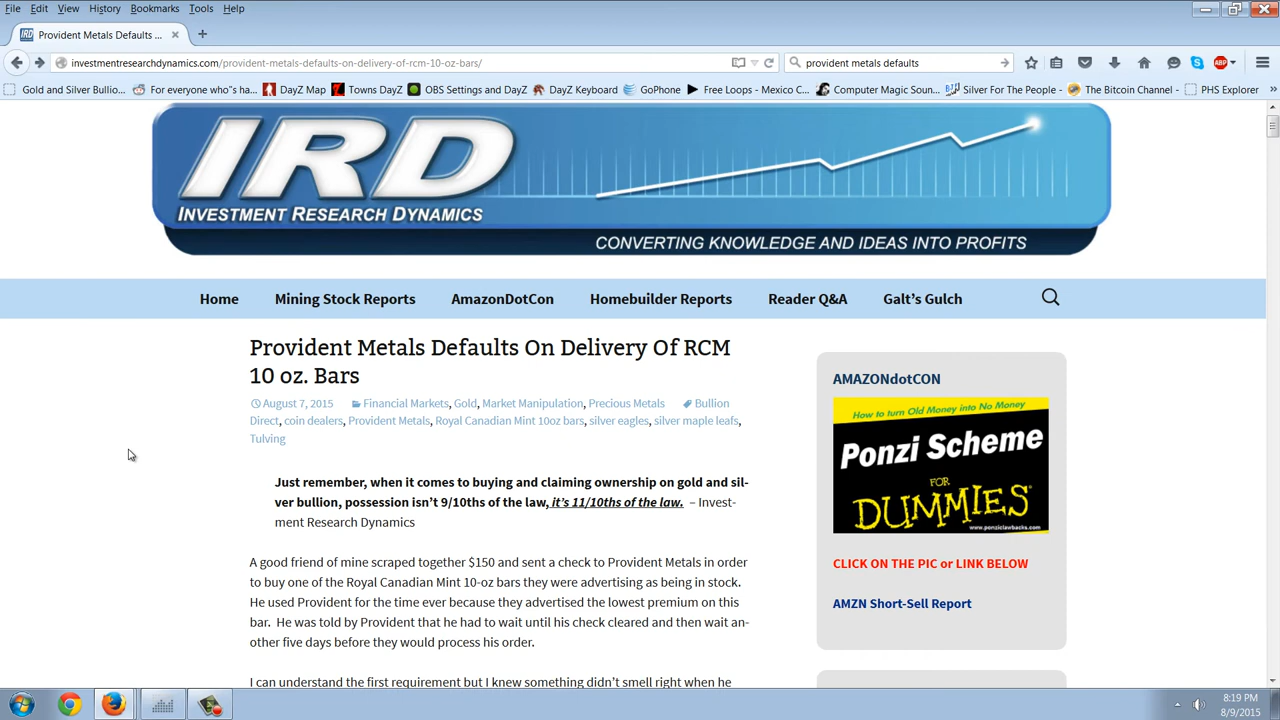 File Edit View History Bookmarks Tools Help
IRD Provident Metals Defaults ...
investmentresearchdynamics.com/provident-metals-defaults-on-delivery-of-rcm-10-oz-bars/
provident metals defaults
ABP
Gold and Silver Bullio... For everyone who"s ha... DayZ Map Town DayZ OBS Settings and DayZ DayZ Keyboard GoPhone Free Loops - Mexico C... Computer Magic Soun... Silver For The People - ... The Bitcoin Channel - ... PHS Explorer »
IRD
INVESTMENT RESEARCH DYNAMICS
CONVERTING KNOWLEDGE AND IDEAS INTO PROFITS
Home Mining Stock Reports AmazonDotCon Homebuilder Reports Reader Q&A Galt's Gulch
Provident Metals Defaults On Delivery Of RCM
10 oz. Bars
August 7, 2015 Financial Markets, Gold, Market Manipulation, Precious Metals Bullion
Direct, coin dealers, Provident Metals, Royal Canadian Mint 10oz bars, silver eagles, silver maple leafs,
Tulving
Just remember, when it comes to buying and claiming ownership on gold and sil-
ver bullion, possession isn't 9/10ths of the law, it's 11/10ths of the law. – Invest-
ment Research Dynamics
A good friend of mine scraped together $150 and sent a check to Provident Metals in order
to buy one of the Royal Canadian Mint 10-oz bars they were advertising as being in stock.
He used Provident for the time ever because they advertised the lowest premium on this
bar. He was told by Provident that he had to wait until his check cleared and then wait an-
other five days before they would process his order.
I can understand the first requirement but I knew something didn't smell right when he
AMAZONdotCON
How to turn Old Money into No Money
Ponzi Scheme
FOR
DUMMIES
www.ponziclawbacks.com
CLICK ON THE PIC or LINK BELOW
AMZN Short-Sell Report
8:19 PM
8/9/2015